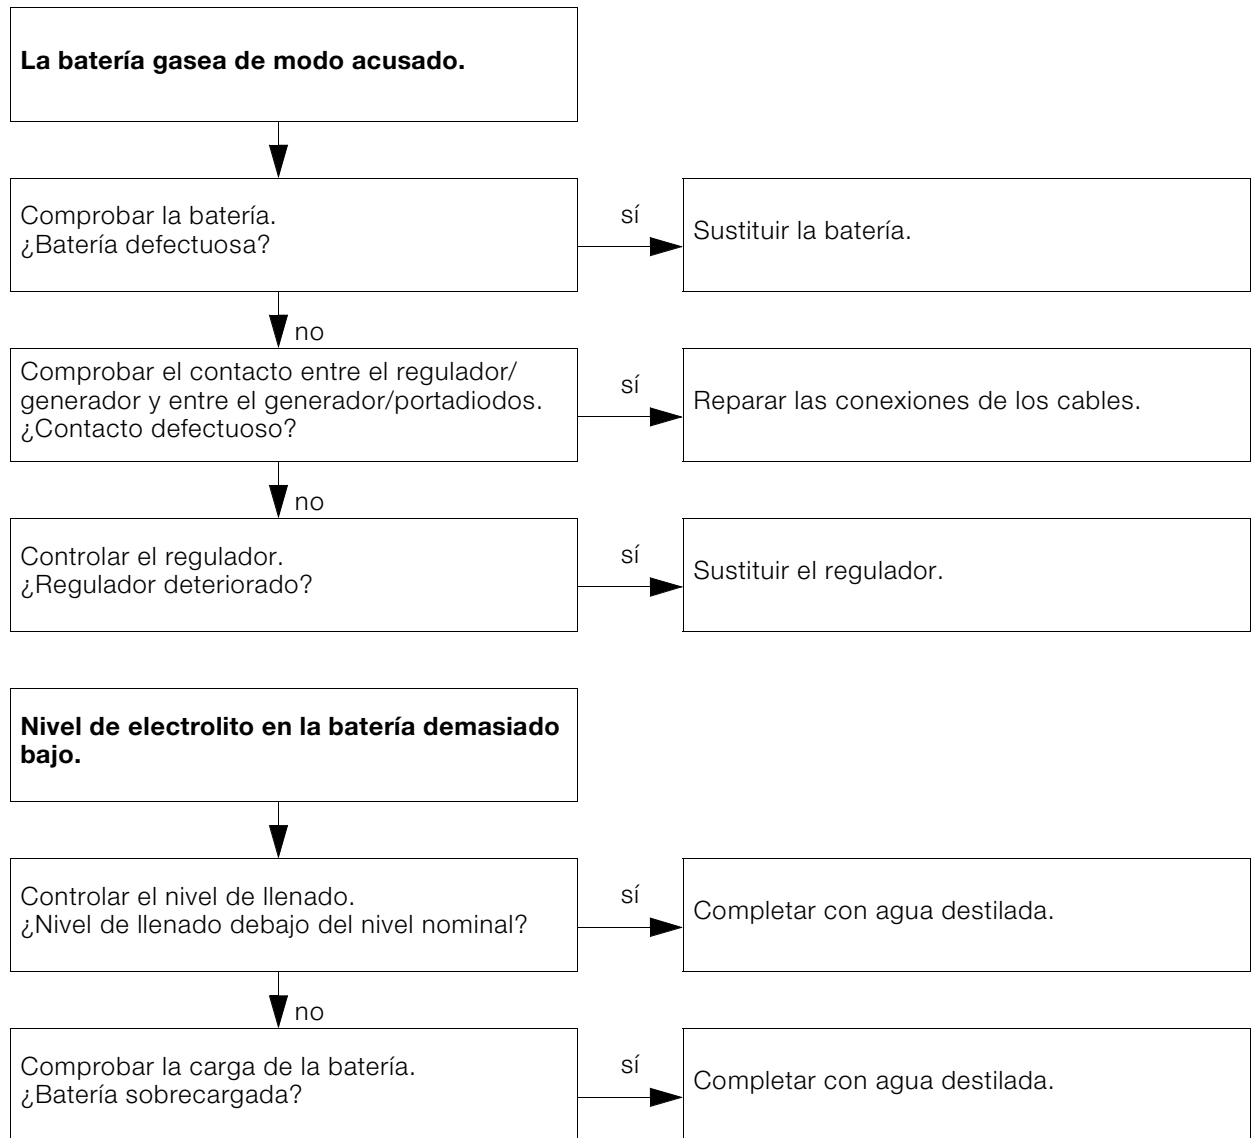 La batería gasea de modo acusado.
Comprobar la batería.
¿Batería defectuosa?
sí
Sustituir la batería.
no
Comprobar el contacto entre el regulador/
generador y entre el generador/portadiodos.
¿Contacto defectuoso?
sí
Reparar las conexiones de los cables.
no
Controlar el regulador.
¿Regulador deteriorado?
sí
Sustituir el regulador.
Nivel de electrolito en la batería demasiado
bajo.
Controlar el nivel de llenado.
¿Nivel de llenado debajo del nivel nominal?
sí
Completar con agua destilada.
no
Comprobar la carga de la batería.
¿Batería sobrecargada?
sí
Completar con agua destilada.